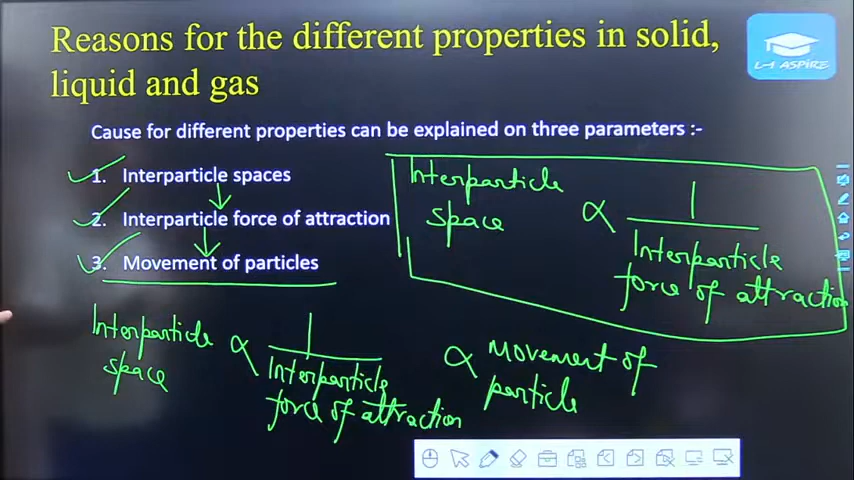 Reasons for the different properties in solid,
liquid and gas
L-1 ASPIRE
Cause for different properties can be explained on three parameters :-
1. Interparticle spaces
2. Interparticle force of attraction
3. Movement of particles
Interparticle
space
∝
1
Interparticle
force of attraction
Interparticle
space
∝
1
Interparticle
force of attraction
∝ Movement of
particle